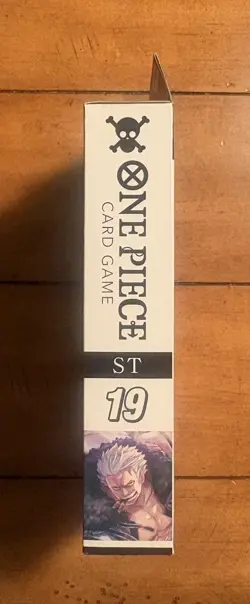 ONE PIECE
CARD GAME
ST
19